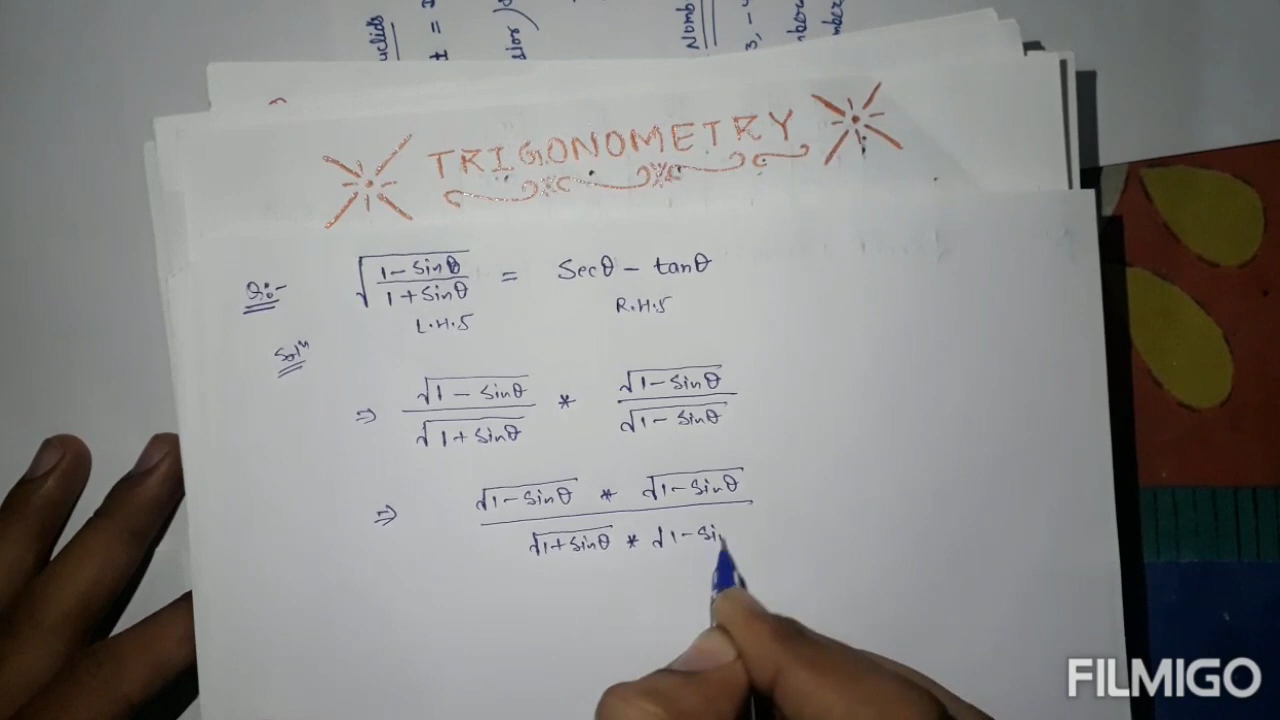 TRIGONOMETRY
Q:- √(1-sinθ / 1+sinθ) = secθ - tanθ
L.H.S R.H.S
Solⁿ
⇒ √1-sinθ / √1+sinθ * √1-sinθ / √1-sinθ
⇒ √1-sinθ * √1-sinθ / √1+sinθ * √1-si
FILMIGO